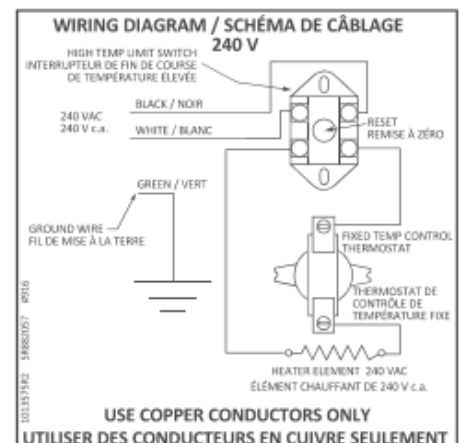 WIRING DIAGRAM / SCHÉMA DE CÂBLAGE
240 V
HIGH TEMP LIMIT SWITCH
INTERRUPTEUR DE FIN DE COURSE
DE TEMPÉRATURE ÉLEVÉE
BLACK / NOIR
240 VAC
240 V c.a.
WHITE / BLANC
RESET
REMISE À ZÉRO
GREEN / VERT
GROUND WIRE
FIL DE MISE À LA TERRE
FIXED TEMP CONTROL
THERMOSTAT
THERMOSTAT DE
CONTRÔLE DE
TEMPÉRATURE FIXE
HEATER ELEMENT 240 VAC
ÉLÉMENT CHAUFFANT DE 240 V c.a.
USE COPPER CONDUCTORS ONLY
UTILISER DES CONDUCTEURS EN CUIVRE SEULEMENT